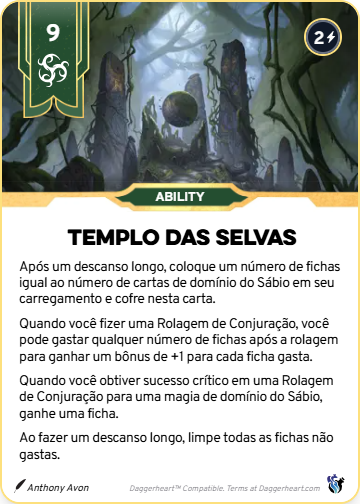 9
2
ABILITY
TEMPLO DAS SELVAS
Após um descanso longo, coloque um número de fichas
igual ao número de cartas de domínio do Sábio em seu
carregamento e cofre nesta carta.
Quando você fizer uma Rolagem de Conjuração, você
pode gastar qualquer número de fichas após a rolagem
para ganhar um bônus de +1 para cada ficha gasta.
Quando você obtiver sucesso crítico em uma Rolagem
de Conjuração para uma magia de domínio do Sábio,
ganhe uma ficha.
Ao fazer um descanso longo, limpe todas as fichas não
gastas.
Anthony Avon
Daggerheart™ Compatible. Terms at Daggerheart.com